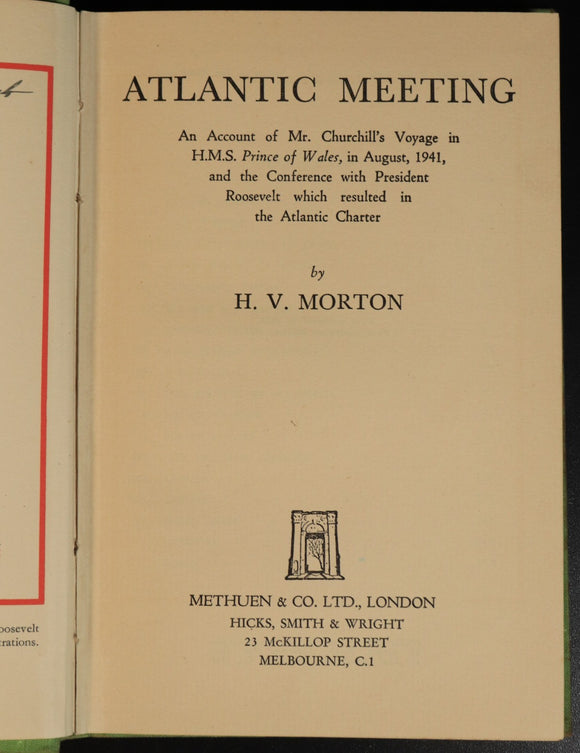 oosevelt
rations.
ATLANTIC MEETING
An Account of Mr. Churchill's Voyage in
H.M.S. Prince of Wales, in August, 1941,
and the Conference with President
Roosevelt which resulted in
the Atlantic Charter
by
H. V. MORTON
METHUEN & CO. LTD., LONDON
HICKS, SMITH & WRIGHT
23 McKILLOP STREET
MELBOURNE, C.1